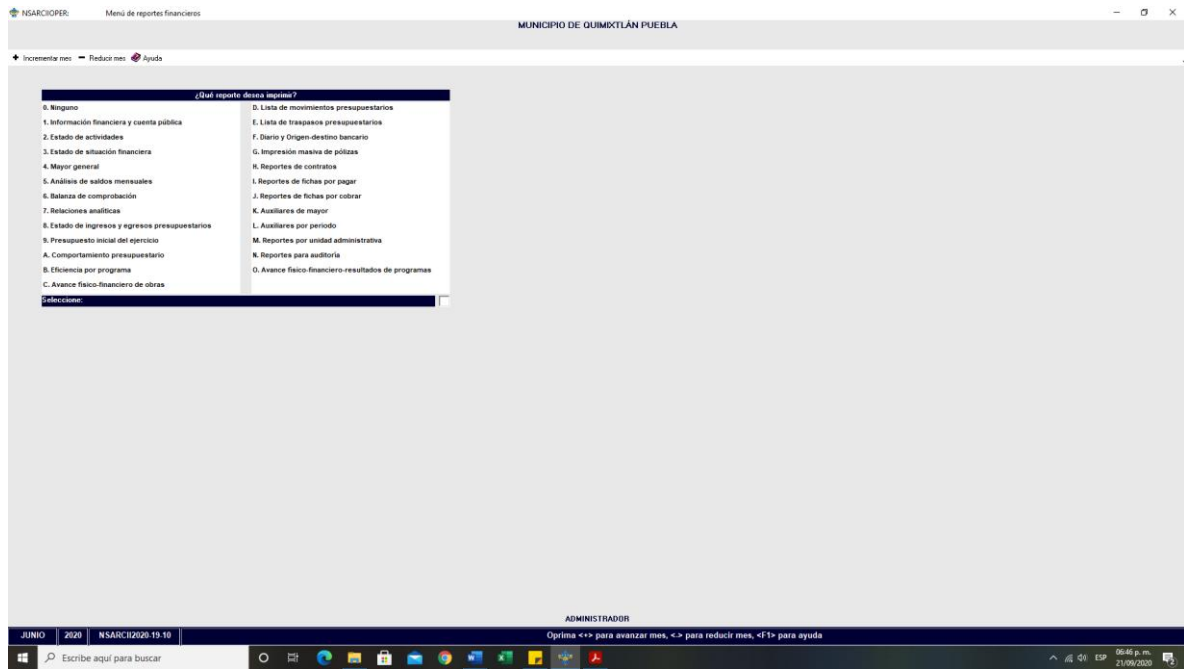 NSARCIIOPER: Menú de reportes financieros
MUNICIPIO DE QUIMIXTLÁN PUEBLA
Incrementar mes Reducir mes Ayuda
¿Qué reporte desea imprimir?
0. Ninguno
1. Información financiera y cuenta pública
2. Estado de actividades
3. Estado de situación financiera
4. Mayor general
5. Análisis de saldos mensuales
6. Balanza de comprobación
7. Relaciones analíticas
8. Estado de ingresos y egresos presupuestarios
9. Presupuesto inicial del ejercicio
A. Comportamiento presupuestario
B. Eficiencia por programa
C. Avance físico-financiero de obras
D. Lista de movimientos presupuestarios
E. Lista de traspasos presupuestarios
F. Diario y Origen-destino bancario
G. Impresión masiva de pólizas
H. Reportes de contratos
I. Reportes de fichas por pagar
J. Reportes de fichas por cobrar
K. Auxiliares de mayor
L. Auxiliares por periodo
M. Reportes por unidad administrativa
N. Reportes para auditoría
O. Avance físico-financiero-resultados de programas
Seleccione:
ADMINISTRADOR
JUNIO 2020 NSARCII2020-19-10 Oprima <+> para avanzar mes, <-> para reducir mes, <F1> para ayuda
Escribe aquí para buscar
ESP
06:46 p. m.
21/09/2020